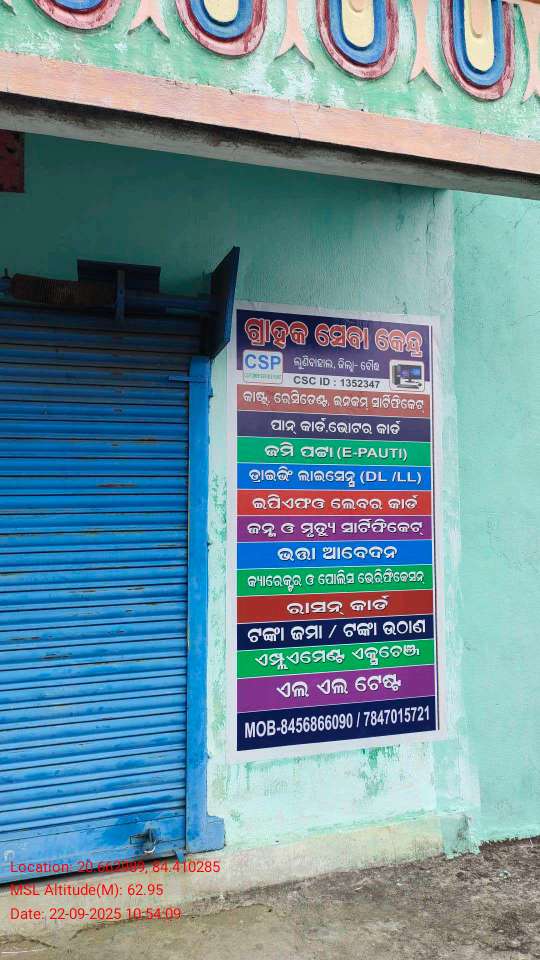 ଗ୍ରାହକ ସେବା କେନ୍ଦ୍ର
CSP
ଲୁଣିବାହାଲ, ଜିଲ୍ଲା- ବୌଦ୍ଧ
CSC ID : 1352347
କାଷ୍ଟ, ରେସିଡେଣ୍ଟ, ଇନକମ୍ ସାର୍ଟିଫିକେଟ୍
ପାନ୍ କାର୍ଡ.ଭୋଟର କାର୍ଡ
ଜମି ପଟ୍ଟା (E-PAUTI)
ଡ୍ରାଇଭିଂ ଲାଇସେନ୍ସ (DL /LL)
ଇପିଏଫଓ ଲେବର କାର୍ଡ
ଜନ୍ମ ଓ ମୃତ୍ୟୁ ସାର୍ଟିଫିକେଟ୍
ଭତ୍ତା ଆବେଦନ
କ୍ୟାରେକ୍ଟର ଓ ପୋଲିସ ଭେରିଫିକେସନ୍
ରାସନ୍ କାର୍ଡ
ଟଙ୍କା ଜମା / ଟଙ୍କା ଉଠାଣ
ଏମ୍ପ୍ଲଏମେଣ୍ଟ ଏକ୍ସଚେଞ୍ଜ
ଏଲ ଏଲ ଟେଷ୍ଟ
MOB-8456866090 / 7847015721
Location: 20.662989, 84.410285
MSL Altitude(M): 62.95
Date: 22-09-2025 10:54:09